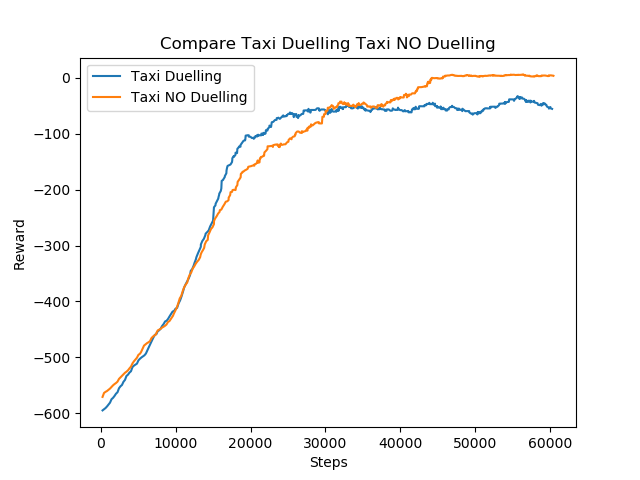 Compare Taxi Duelling Taxi NO Duelling
Taxi Duelling
Taxi NO Duelling
Reward
0
−100
−200
−300
−400
−500
−600
0 10000 20000 30000 40000 50000 60000
Steps